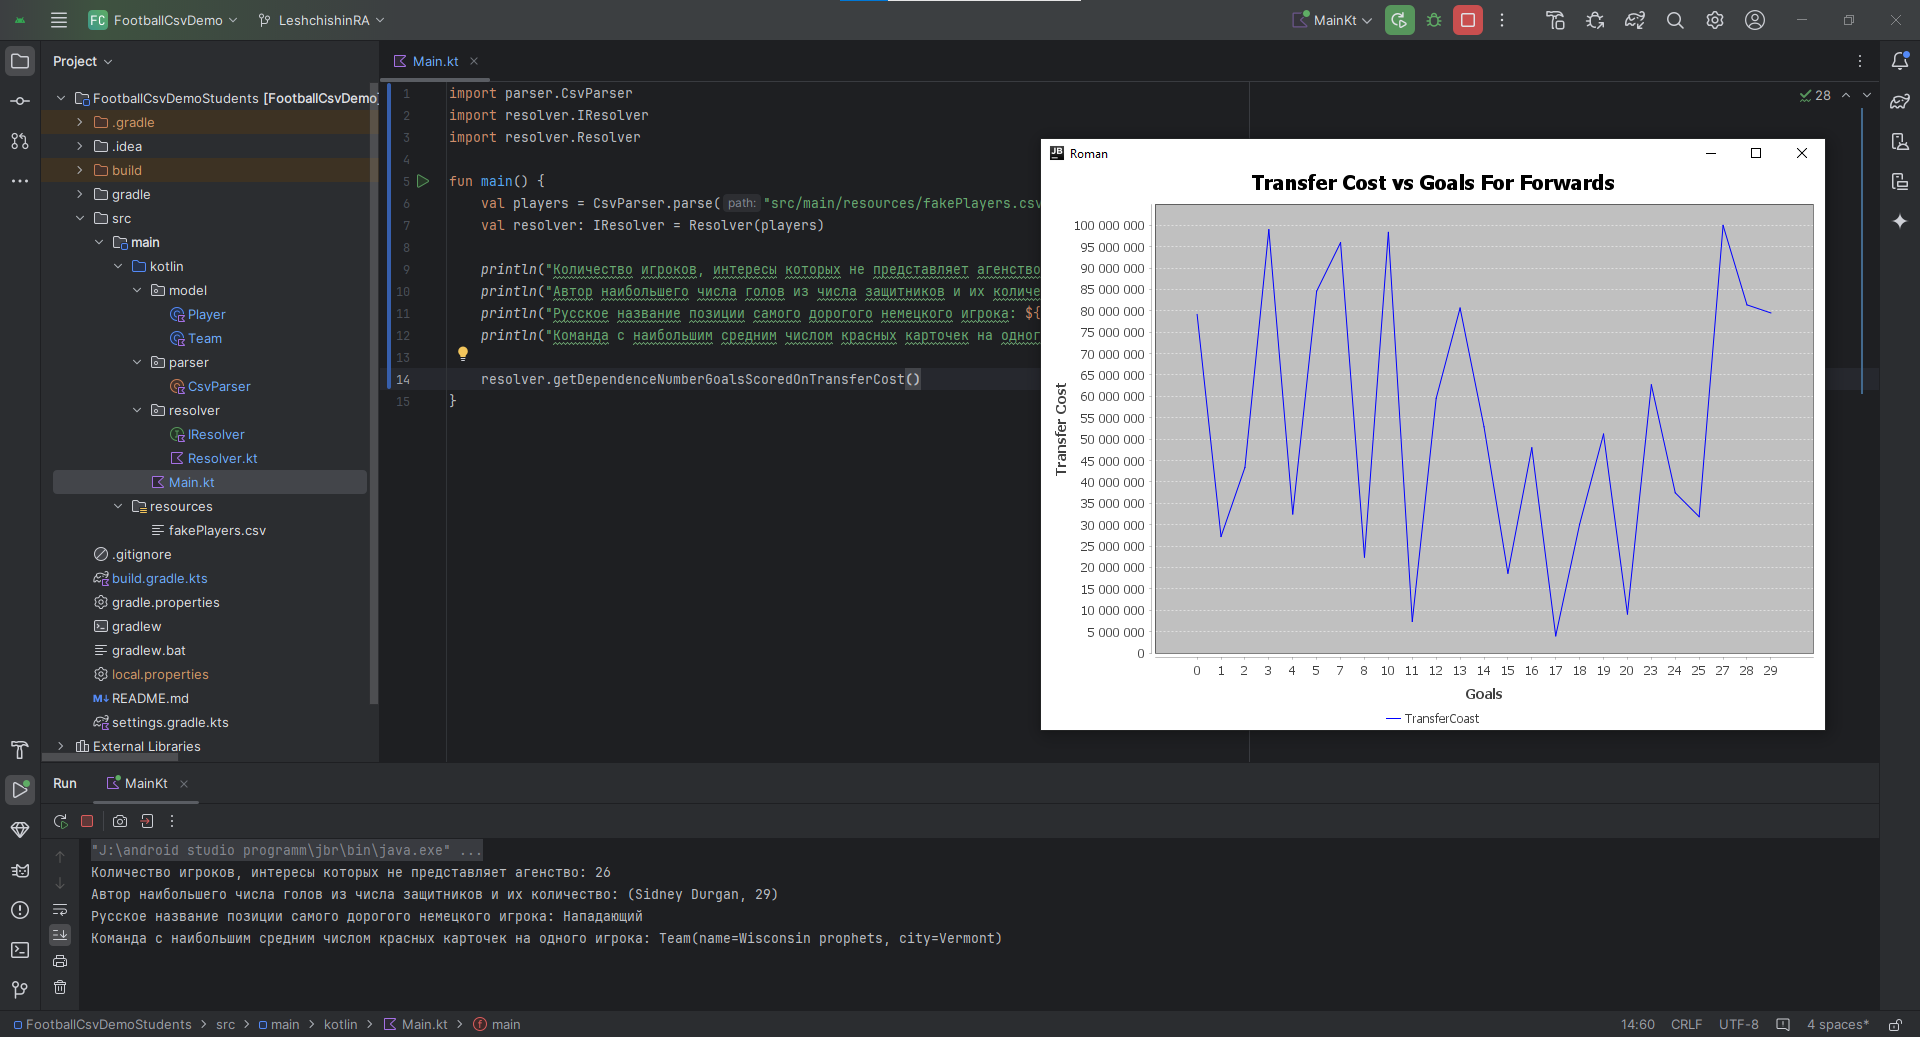 FC FootballCsvDemo LeshchishinRA MainKt
Project
FootballCsvDemoStudents [FootballCsvDemo]
.gradle
.idea
build
gradle
src
main
kotlin
model
Player
Team
parser
CsvParser
resolver
IResolver
Resolver.kt
Main.kt
resources
fakePlayers.csv
.gitignore
build.gradle.kts
gradle.properties
gradlew
gradlew.bat
local.properties
M↓ README.md
settings.gradle.kts
External Libraries
Main.kt
28
1 import parser.CsvParser
2 import resolver.IResolver
3 import resolver.Resolver
4
5 fun main() {
6 val players = CsvParser.parse( path: "src/main/resources/fakePlayers.csv
7 val resolver: IResolver = Resolver(players)
8
9 println("Количество игроков, интересы которых не представляет агенство
10 println("Автор наибольшего числа голов из числа защитников и их количе
11 println("Русское название позиции самого дорогого немецкого игрока: ${
12 println("Команда с наибольшим средним числом красных карточек на одног
13
14 resolver.getDependenceNumberGoalsScoredOnTransferCost()
15 }
JB Roman
Transfer Cost vs Goals For Forwards
Transfer Cost
100 000 000
95 000 000
90 000 000
85 000 000
80 000 000
75 000 000
70 000 000
65 000 000
60 000 000
55 000 000
50 000 000
45 000 000
40 000 000
35 000 000
30 000 000
25 000 000
20 000 000
15 000 000
10 000 000
5 000 000
0
0 1 2 3 4 5 7 8 10 11 12 13 14 15 16 17 18 19 20 23 24 25 27 28 29
Goals
TransferCoast
Run MainKt
"J:\android studio programm\jbr\bin\java.exe" ...
Количество игроков, интересы которых не представляет агенство: 26
Автор наибольшего числа голов из числа защитников и их количество: (Sidney Durgan, 29)
Русское название позиции самого дорогого немецкого игрока: Нападающий
Команда с наибольшим средним числом красных карточек на одного игрока: Team(name=Wisconsin prophets, city=Vermont)
FootballCsvDemoStudents > src > main > kotlin > Main.kt > main
14:60 CRLF UTF-8 4 spaces*